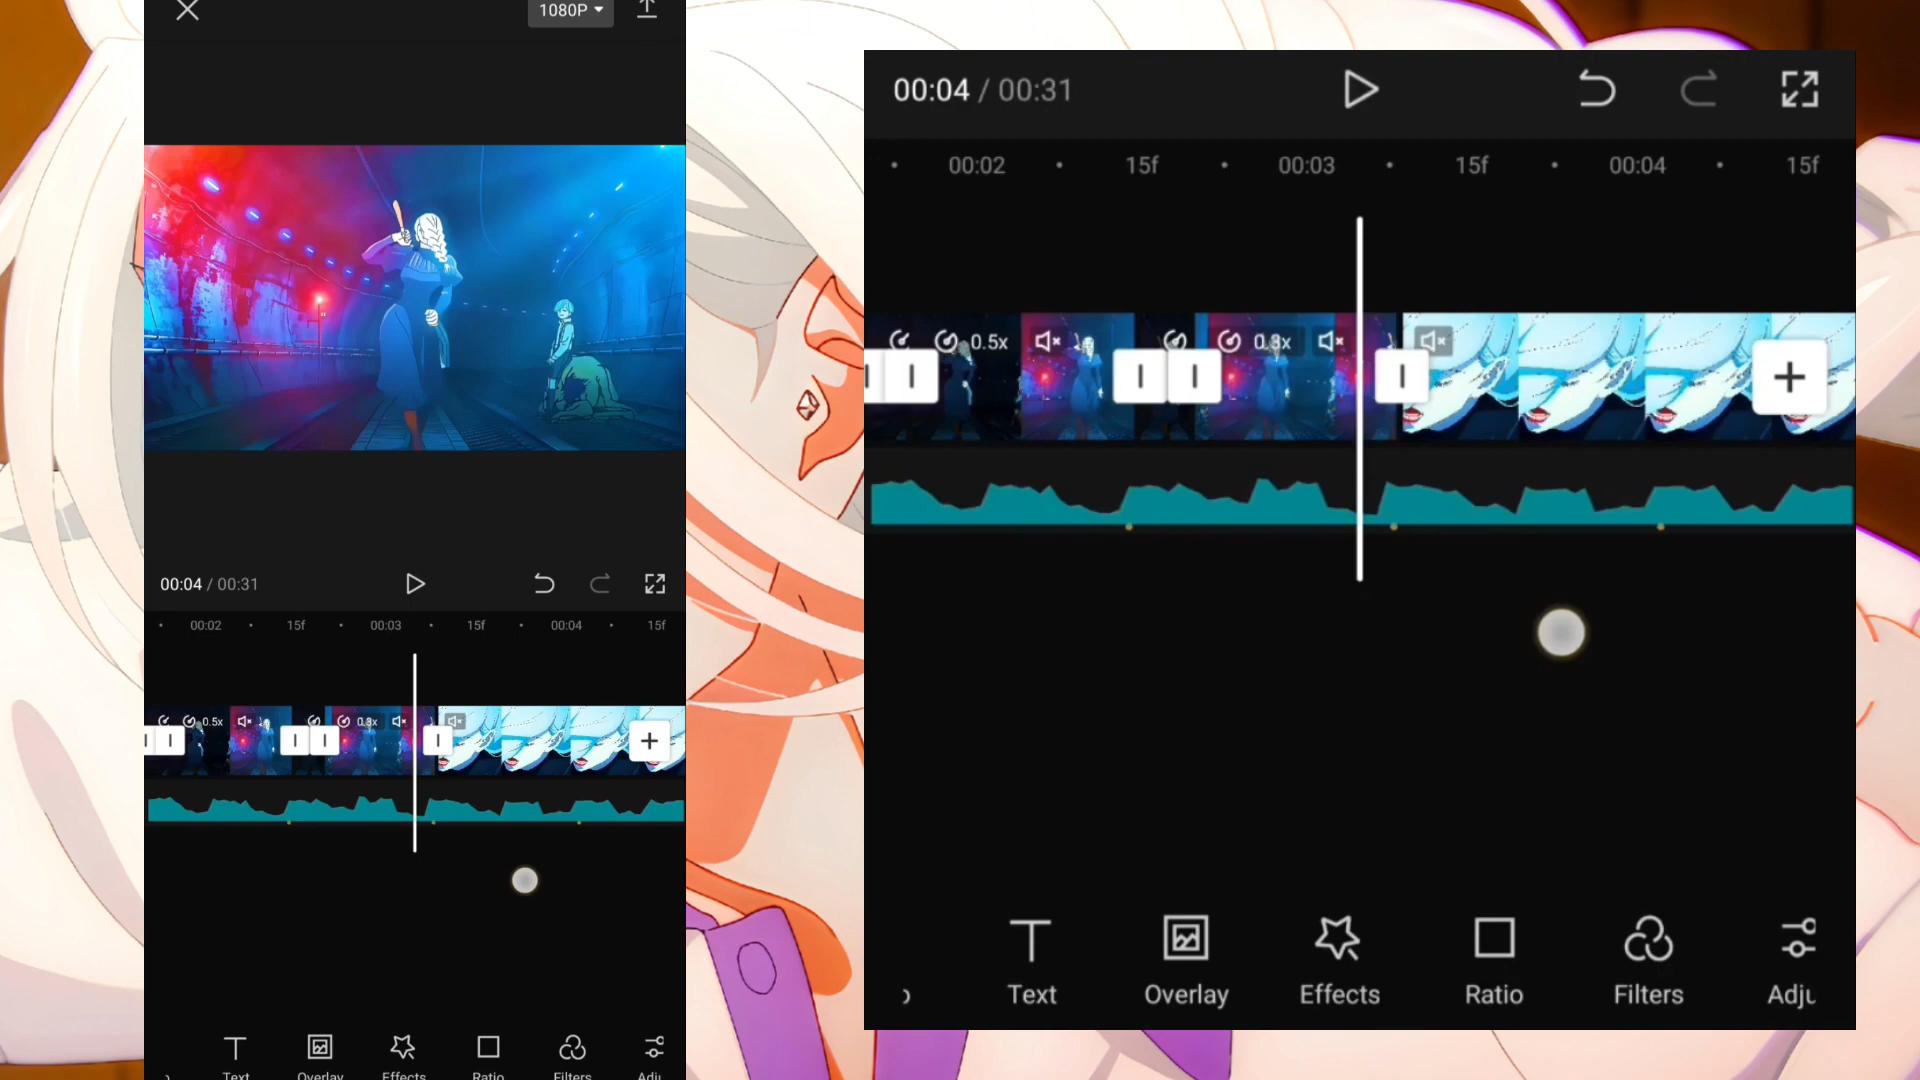 1080P
00:04 / 00:31
00:02 15f 00:03 15f 00:04 15f
0.5x 0.3x
Text Overlay Effects Ratio Filters Adju
00:04 / 00:31
00:02 15f 00:03 15f 00:04 15f
0.5x 0.3x
Text Overlay Effects Ratio Filters Adju